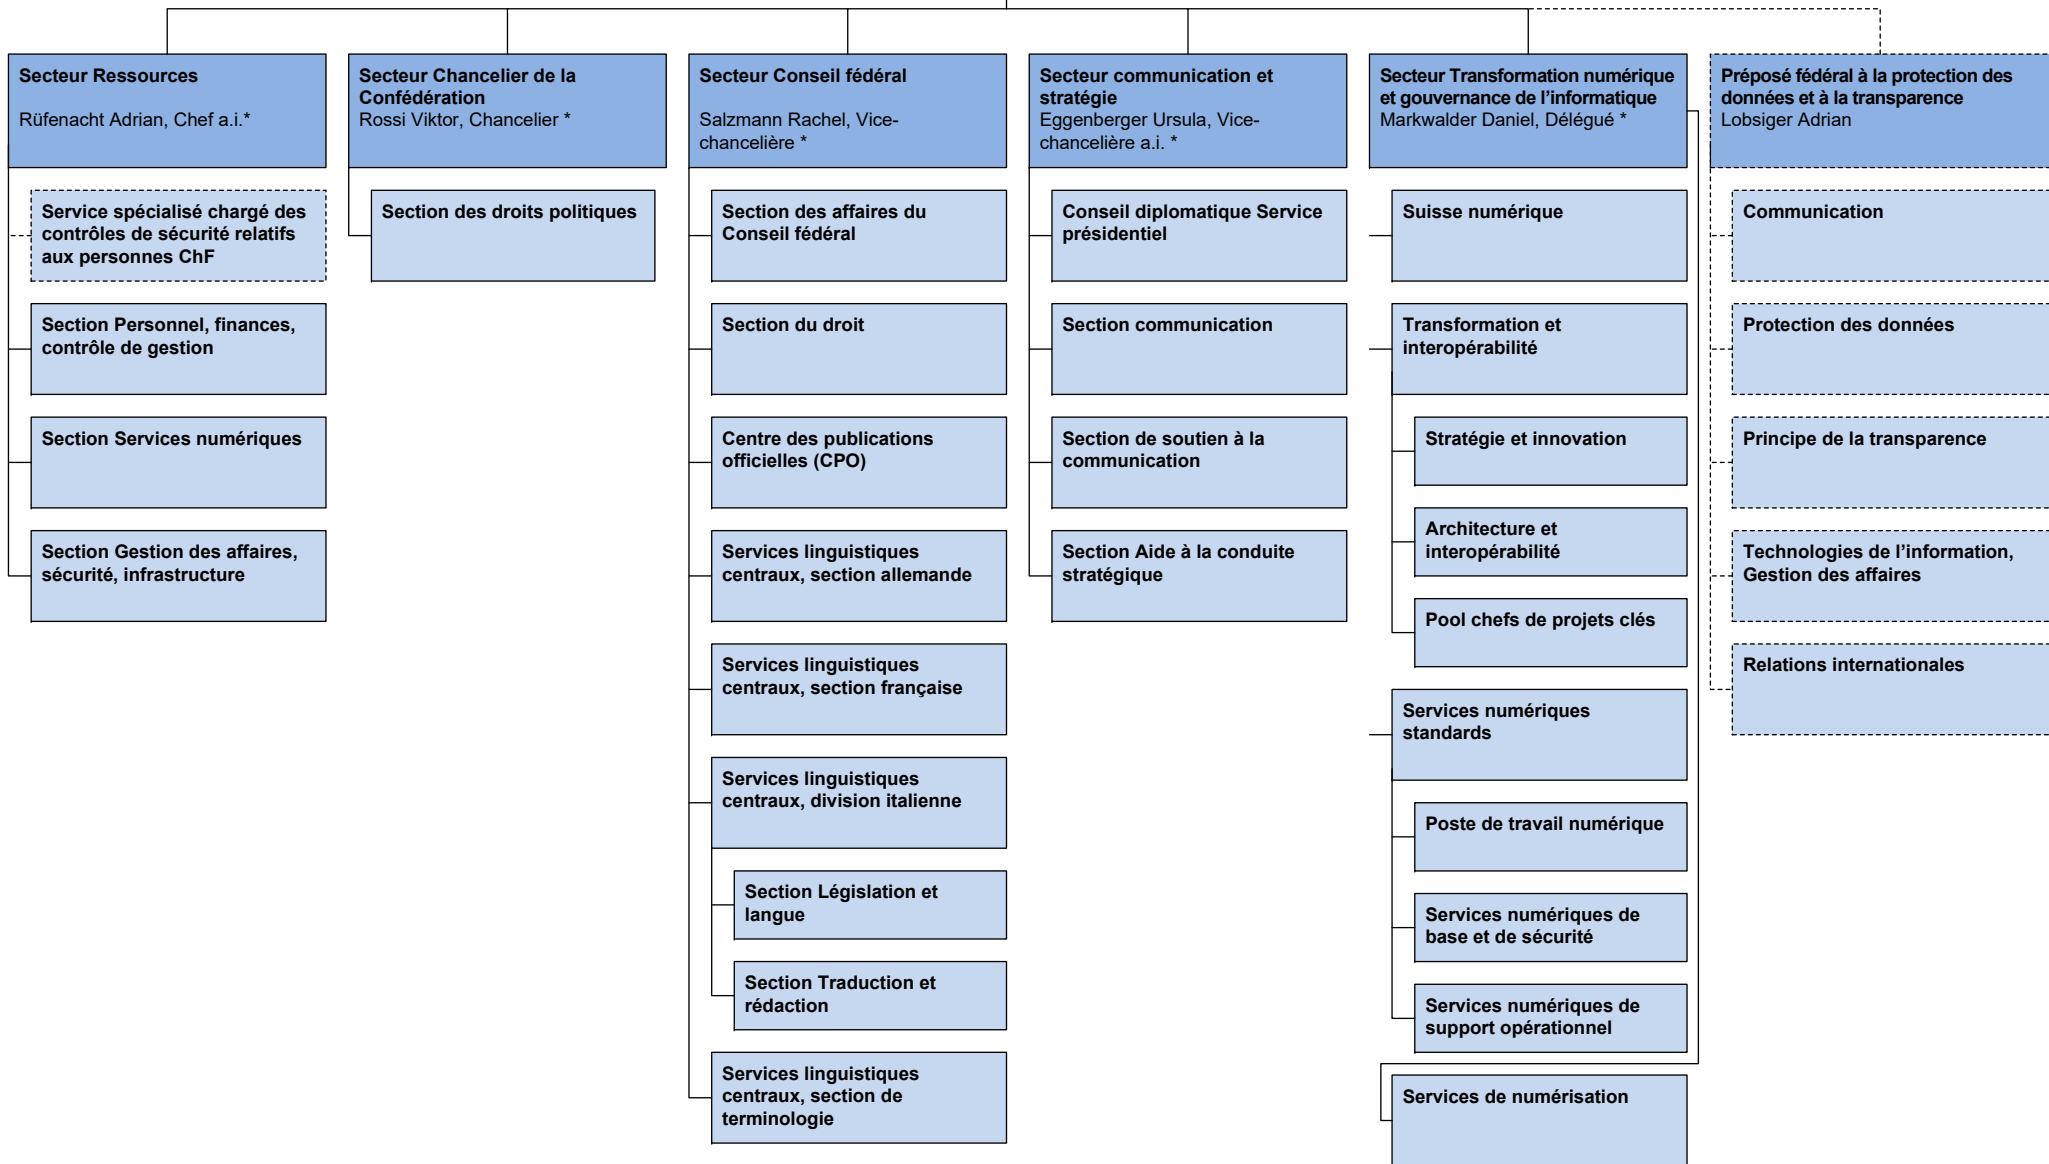 Secteur Ressources
Rüfenacht Adrian, Chef a.i.*
Service spécialisé chargé des
contrôles de sécurité relatifs
aux personnes ChF
Section Personnel, finances,
contrôle de gestion
Section Services numériques
Section Gestion des affaires,
sécurité, infrastructure
Secteur Chancelier de la
Confédération
Rossi Viktor, Chancelier *
Section des droits politiques
Secteur Conseil fédéral
Salzmann Rachel, Vice-
chancelière *
Section des affaires du
Conseil fédéral
Section du droit
Centre des publications
officielles (CPO)
Services linguistiques
centraux, section allemande
Services linguistiques
centraux, section française
Services linguistiques
centraux, division italienne
Section Législation et
langue
Section Traduction et
rédaction
Services linguistiques
centraux, section de
terminologie
Secteur communication et
stratégie
Eggenberger Ursula, Vice-
chancelière a.i. *
Conseil diplomatique Service
présidentiel
Section communication
Section de soutien à la
communication
Section Aide à la conduite
stratégique
Secteur Transformation numérique
et gouvernance de l’informatique
Markwalder Daniel, Délégué *
Suisse numérique
Transformation et
interopérabilité
Stratégie et innovation
Architecture et
interopérabilité
Pool chefs de projets clés
Services numériques
standards
Poste de travail numérique
Services numériques de
base et de sécurité
Services numériques de
support opérationnel
Services de numérisation
Préposé fédéral à la protection des
données et à la transparence
Lobsiger Adrian
Communication
Protection des données
Principe de la transparence
Technologies de l’information,
Gestion des affaires
Relations internationales